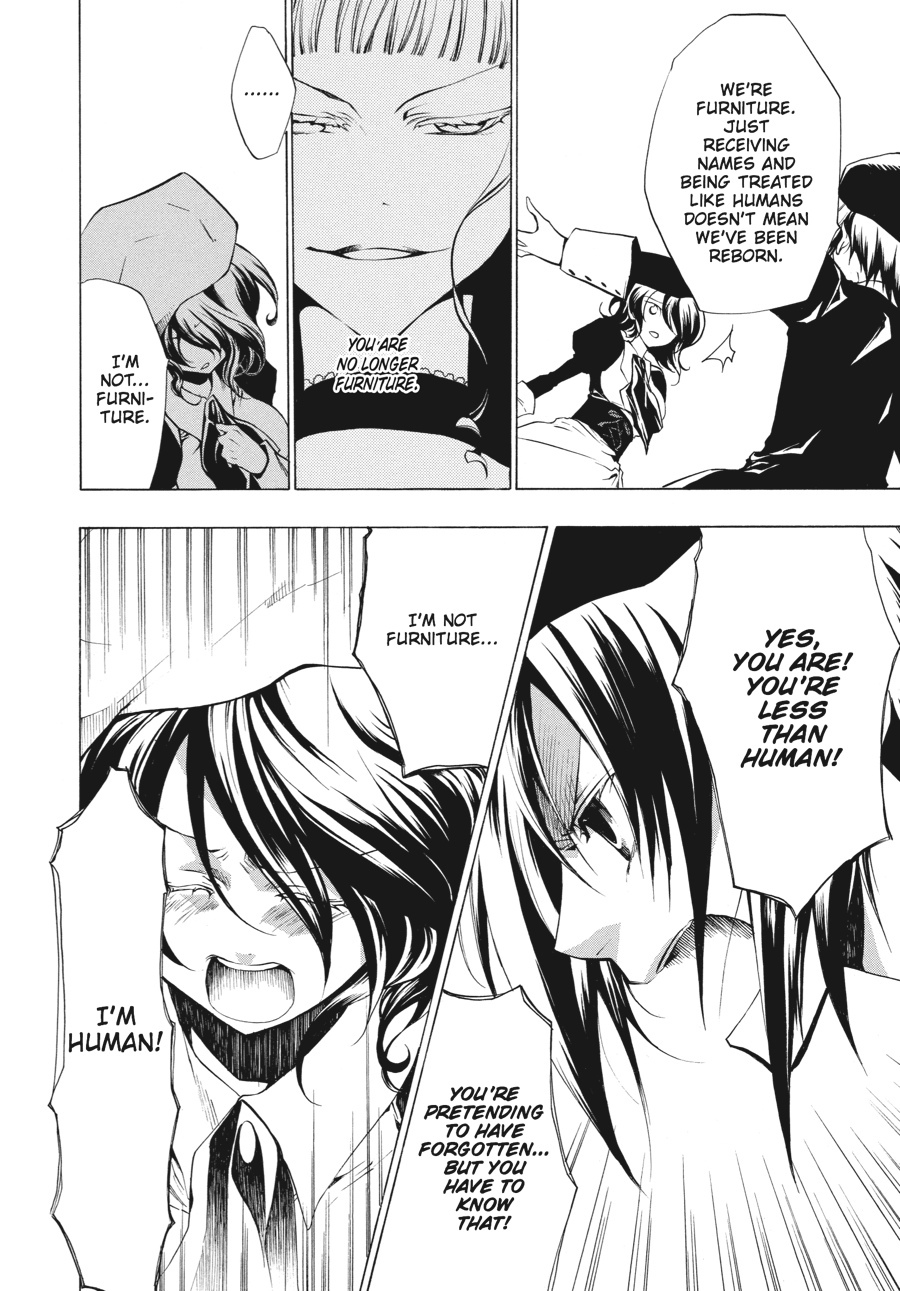 WE'RE
FURNITURE.
JUST
RECEIVING
NAMES AND
BEING TREATED
LIKE HUMANS
DOESN'T MEAN
WE'VE BEEN
REBORN.
YOU ARE
NO LONGER
FURNITURE.
......
I'M
NOT...
FURNI-
TURE.
YES,
YOU ARE!
YOU'RE
LESS
THAN
HUMAN!
YOU'RE
PRETENDING
TO HAVE
FORGOTTEN...
BUT YOU
HAVE TO
KNOW
THAT!
I'M NOT
FURNITURE...
I'M
HUMAN!